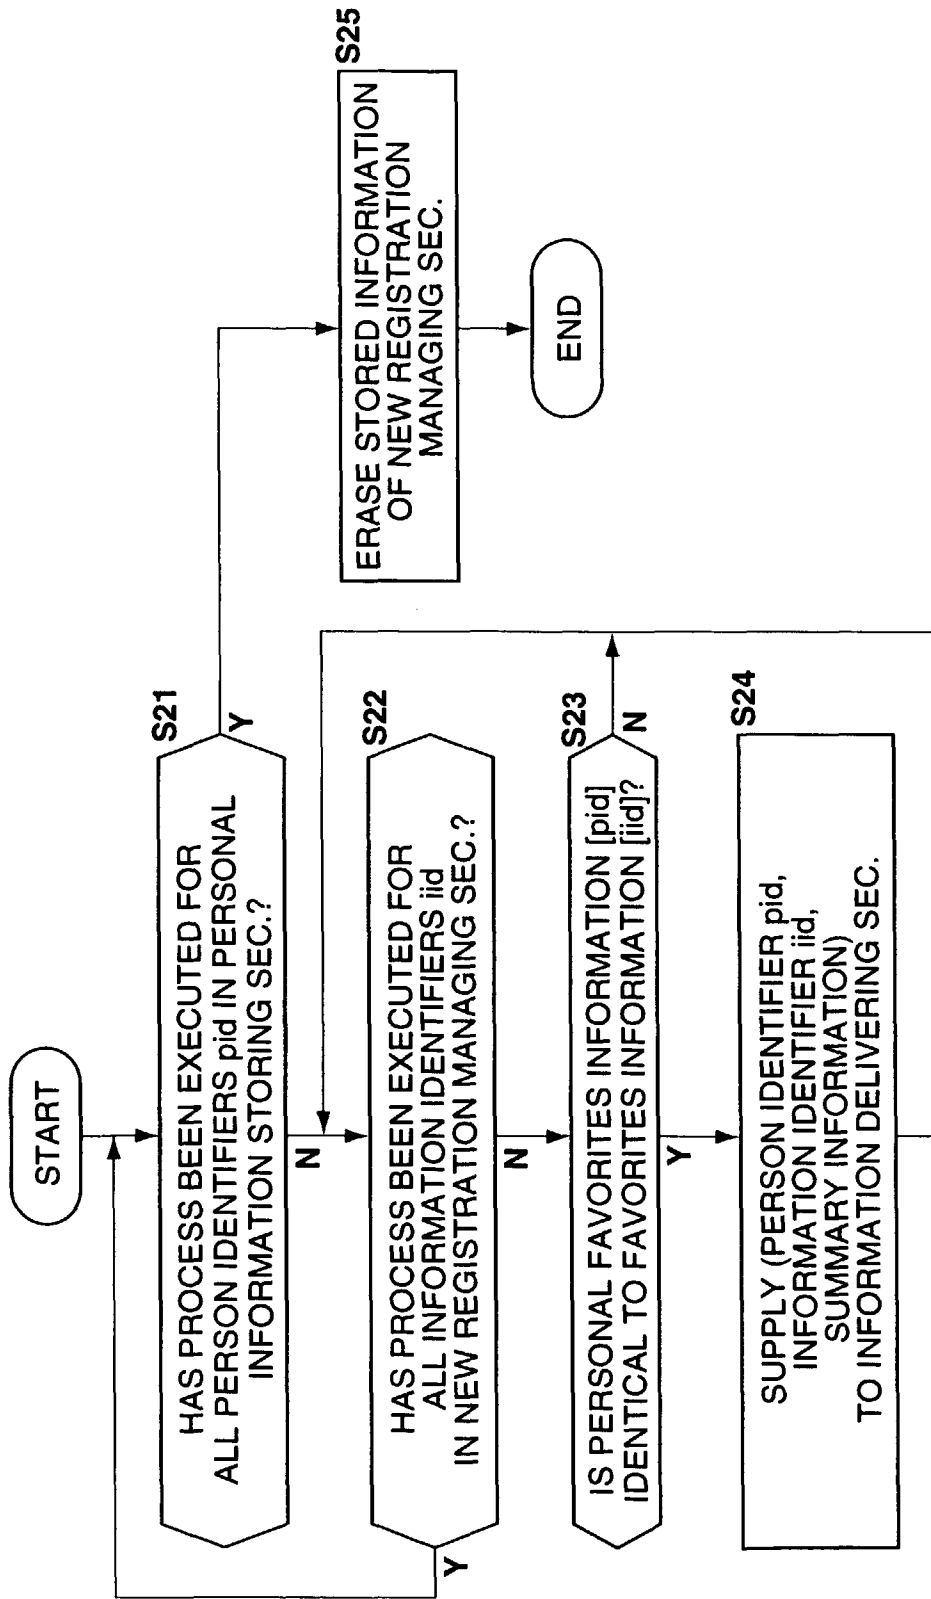 START
S21
HAS PROCESS BEEN EXECUTED FOR
ALL PERSON IDENTIFIERS pid IN PERSONAL
INFORMATION STORING SEC.?
Y
N
S22
HAS PROCESS BEEN EXECUTED FOR
ALL INFORMATION IDENTIFIERS iid
IN NEW REGISTRATION MANAGING SEC.?
Y
N
S23
IS PERSONAL FAVORITES INFORMATION [pid]
IDENTICAL TO FAVORITES INFORMATION [iid]?
N
Y
S24
SUPPLY (PERSON IDENTIFIER pid,
INFORMATION IDENTIFIER iid,
SUMMARY INFORMATION)
TO INFORMATION DELIVERING SEC.
S25
ERASE STORED INFORMATION
OF NEW REGISTRATION
MANAGING SEC.
END